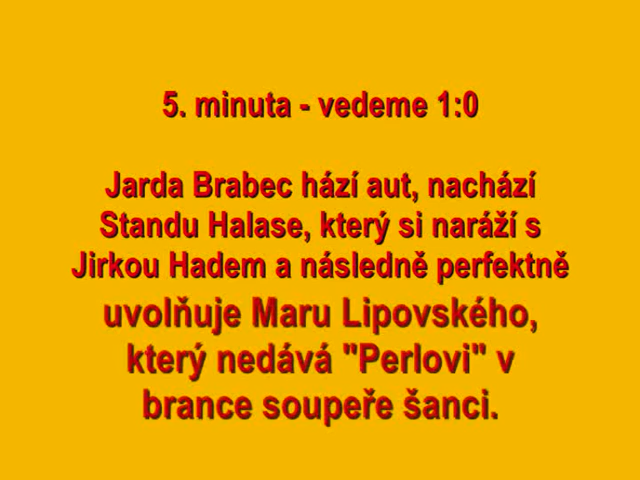 5. minuta - vedeme 1:0
Jarda Brabec hází aut, nachází
Standu Halase, který si naráží s
Jirkou Hadem a následně perfektně
uvolňuje Maru Lipovského,
který nedává "Perlovi" v
brance soupeře šanci.